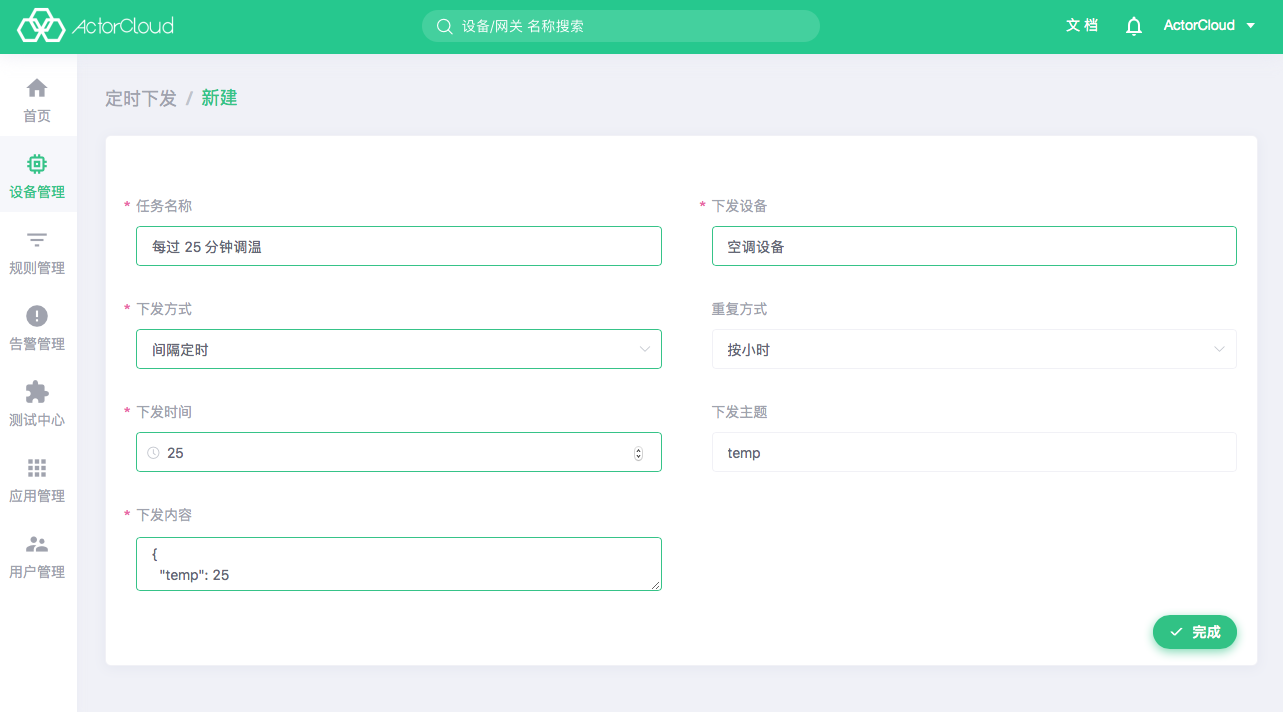 ActorCloud
设备/网关 名称搜索
文档
ActorCloud
首页
设备管理
规则管理
告警管理
测试中心
应用管理
用户管理
定时下发 / 新建
* 任务名称
每过 25 分钟调温
* 下发设备
空调设备
* 下发方式
间隔定时
重复方式
按小时
* 下发时间
25
下发主题
temp
* 下发内容
{
"temp": 25
完成